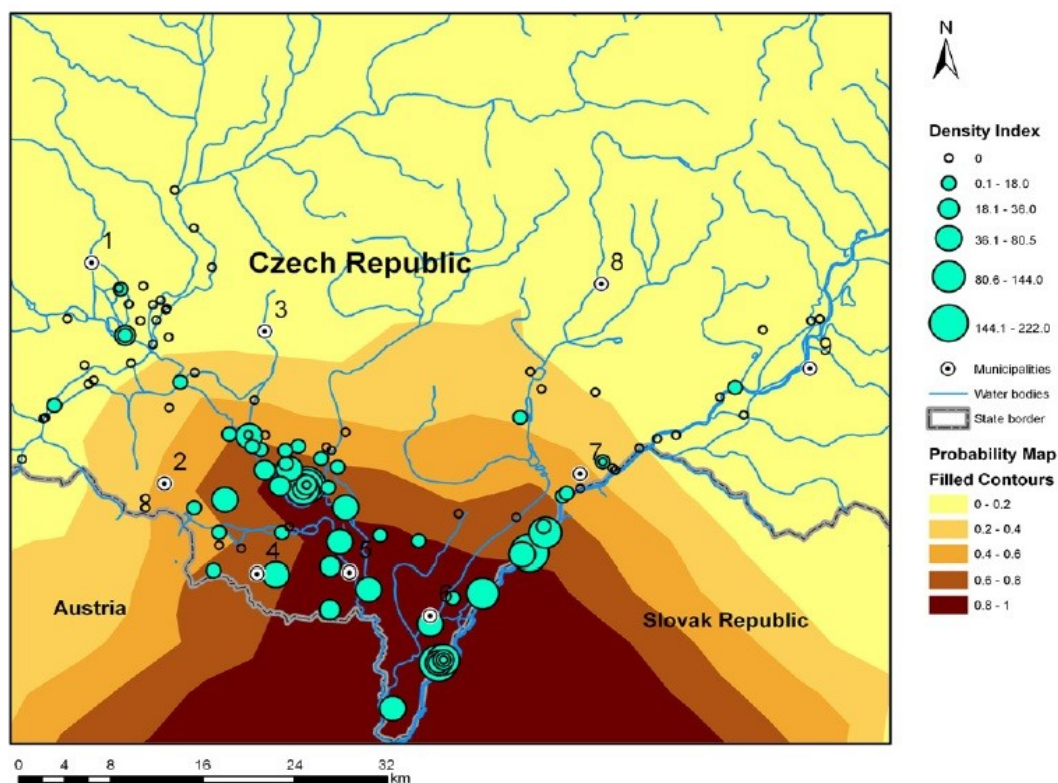 N
Density Index
0
0.1 - 18.0
18.1 - 36.0
36.1 - 80.5
80.6 - 144.0
144.1 - 222.0
Municipalities
Water bodies
State border
Probability Map
Filled Contours
0 - 0.2
0.2 - 0.4
0.4 - 0.6
0.6 - 0.8
0.8 - 1
1
Czech Republic
8
3
9
2
7
4
5
6
Austria
Slovak Republic
0 4 8 16 24 32
km